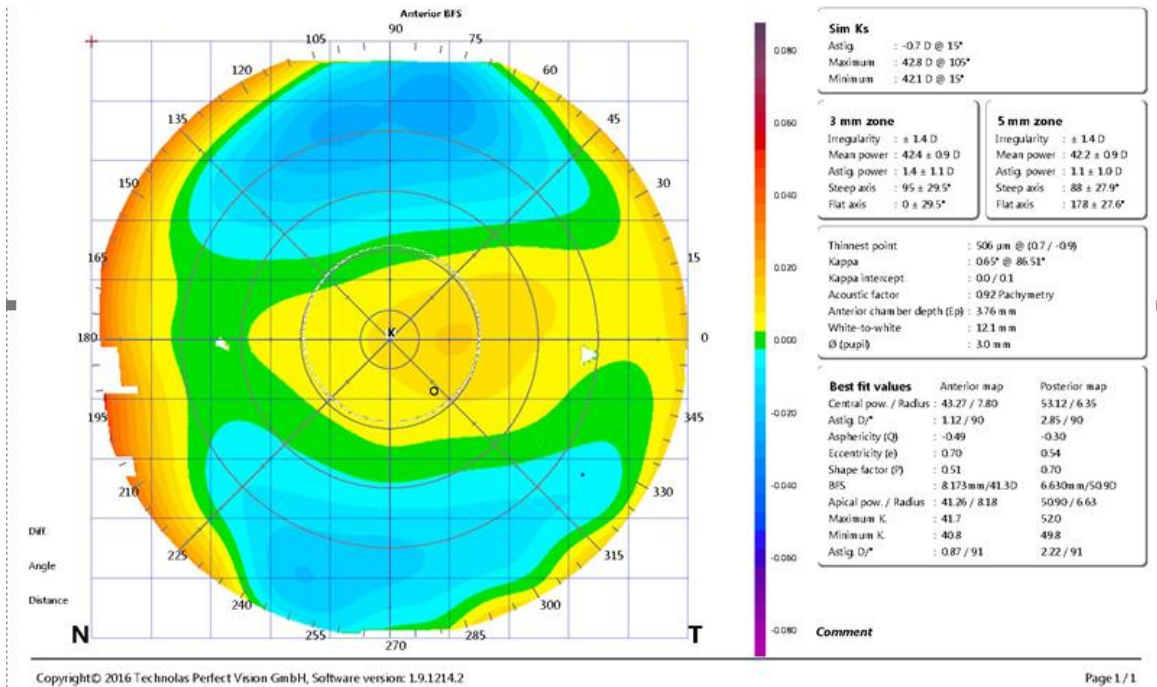 Anterior BFS
90
105
75
120
60
135
45
150
30
165
15
180
0
195
345
210
330
225
315
240
300
255
285
270
K
N
T
Diff.
Angle
Distance
0.080
0.060
0.040
0.020
0.000
-0.020
-0.040
-0.060
-0.080
Sim Ks
Astig. : -0.7 D @ 15°
Maximum : 42.8 D @ 105°
Minimum : 42.1 D @ 15°
3 mm zone
Irregularity : ± 1.4 D
Mean power : 42.4 ± 0.9 D
Astig. power : 1.4 ± 1.1 D
Steep axis : 95 ± 29.5°
Flat axis : 0 ± 29.5°
5 mm zone
Irregularity : ± 1.4 D
Mean power : 42.2 ± 0.9 D
Astig. power : 1.1 ± 1.0 D
Steep axis : 88 ± 27.9°
Flat axis : 178 ± 27.6°
Thinnest point : 506 µm @ (0.7 / -0.9)
Kappa : 0.65° @ 86.51°
Kappa intercept : 0.0 / 0.1
Acoustic factor : 0.92 Pachymetry
Anterior chamber depth (Ep) : 3.76 mm
White-to-white : 12.1 mm
Ø (pupil) : 3.0 mm
Best fit values Anterior map Posterior map
Central pow. / Radius : 43.27 / 7.80 53.12 / 6.35
Astig. D/° : 1.12 / 90 2.85 / 90
Asphericity (Q) : -0.49 -0.30
Eccentricity (e) : 0.70 0.54
Shape factor (P) : 0.51 0.70
BFS : 8.173mm/41.3D 6.630mm/50.9D
Apical pow. / Radius : 41.26 / 8.18 50.90 / 6.63
Maximum K. : 41.7 52.0
Minimum K. : 40.8 49.8
Astig. D/° : 0.87 / 91 2.22 / 91
Comment
Copyright© 2016 Technolas Perfect Vision GmbH, Software version: 1.9.1214.2
Page 1 / 1